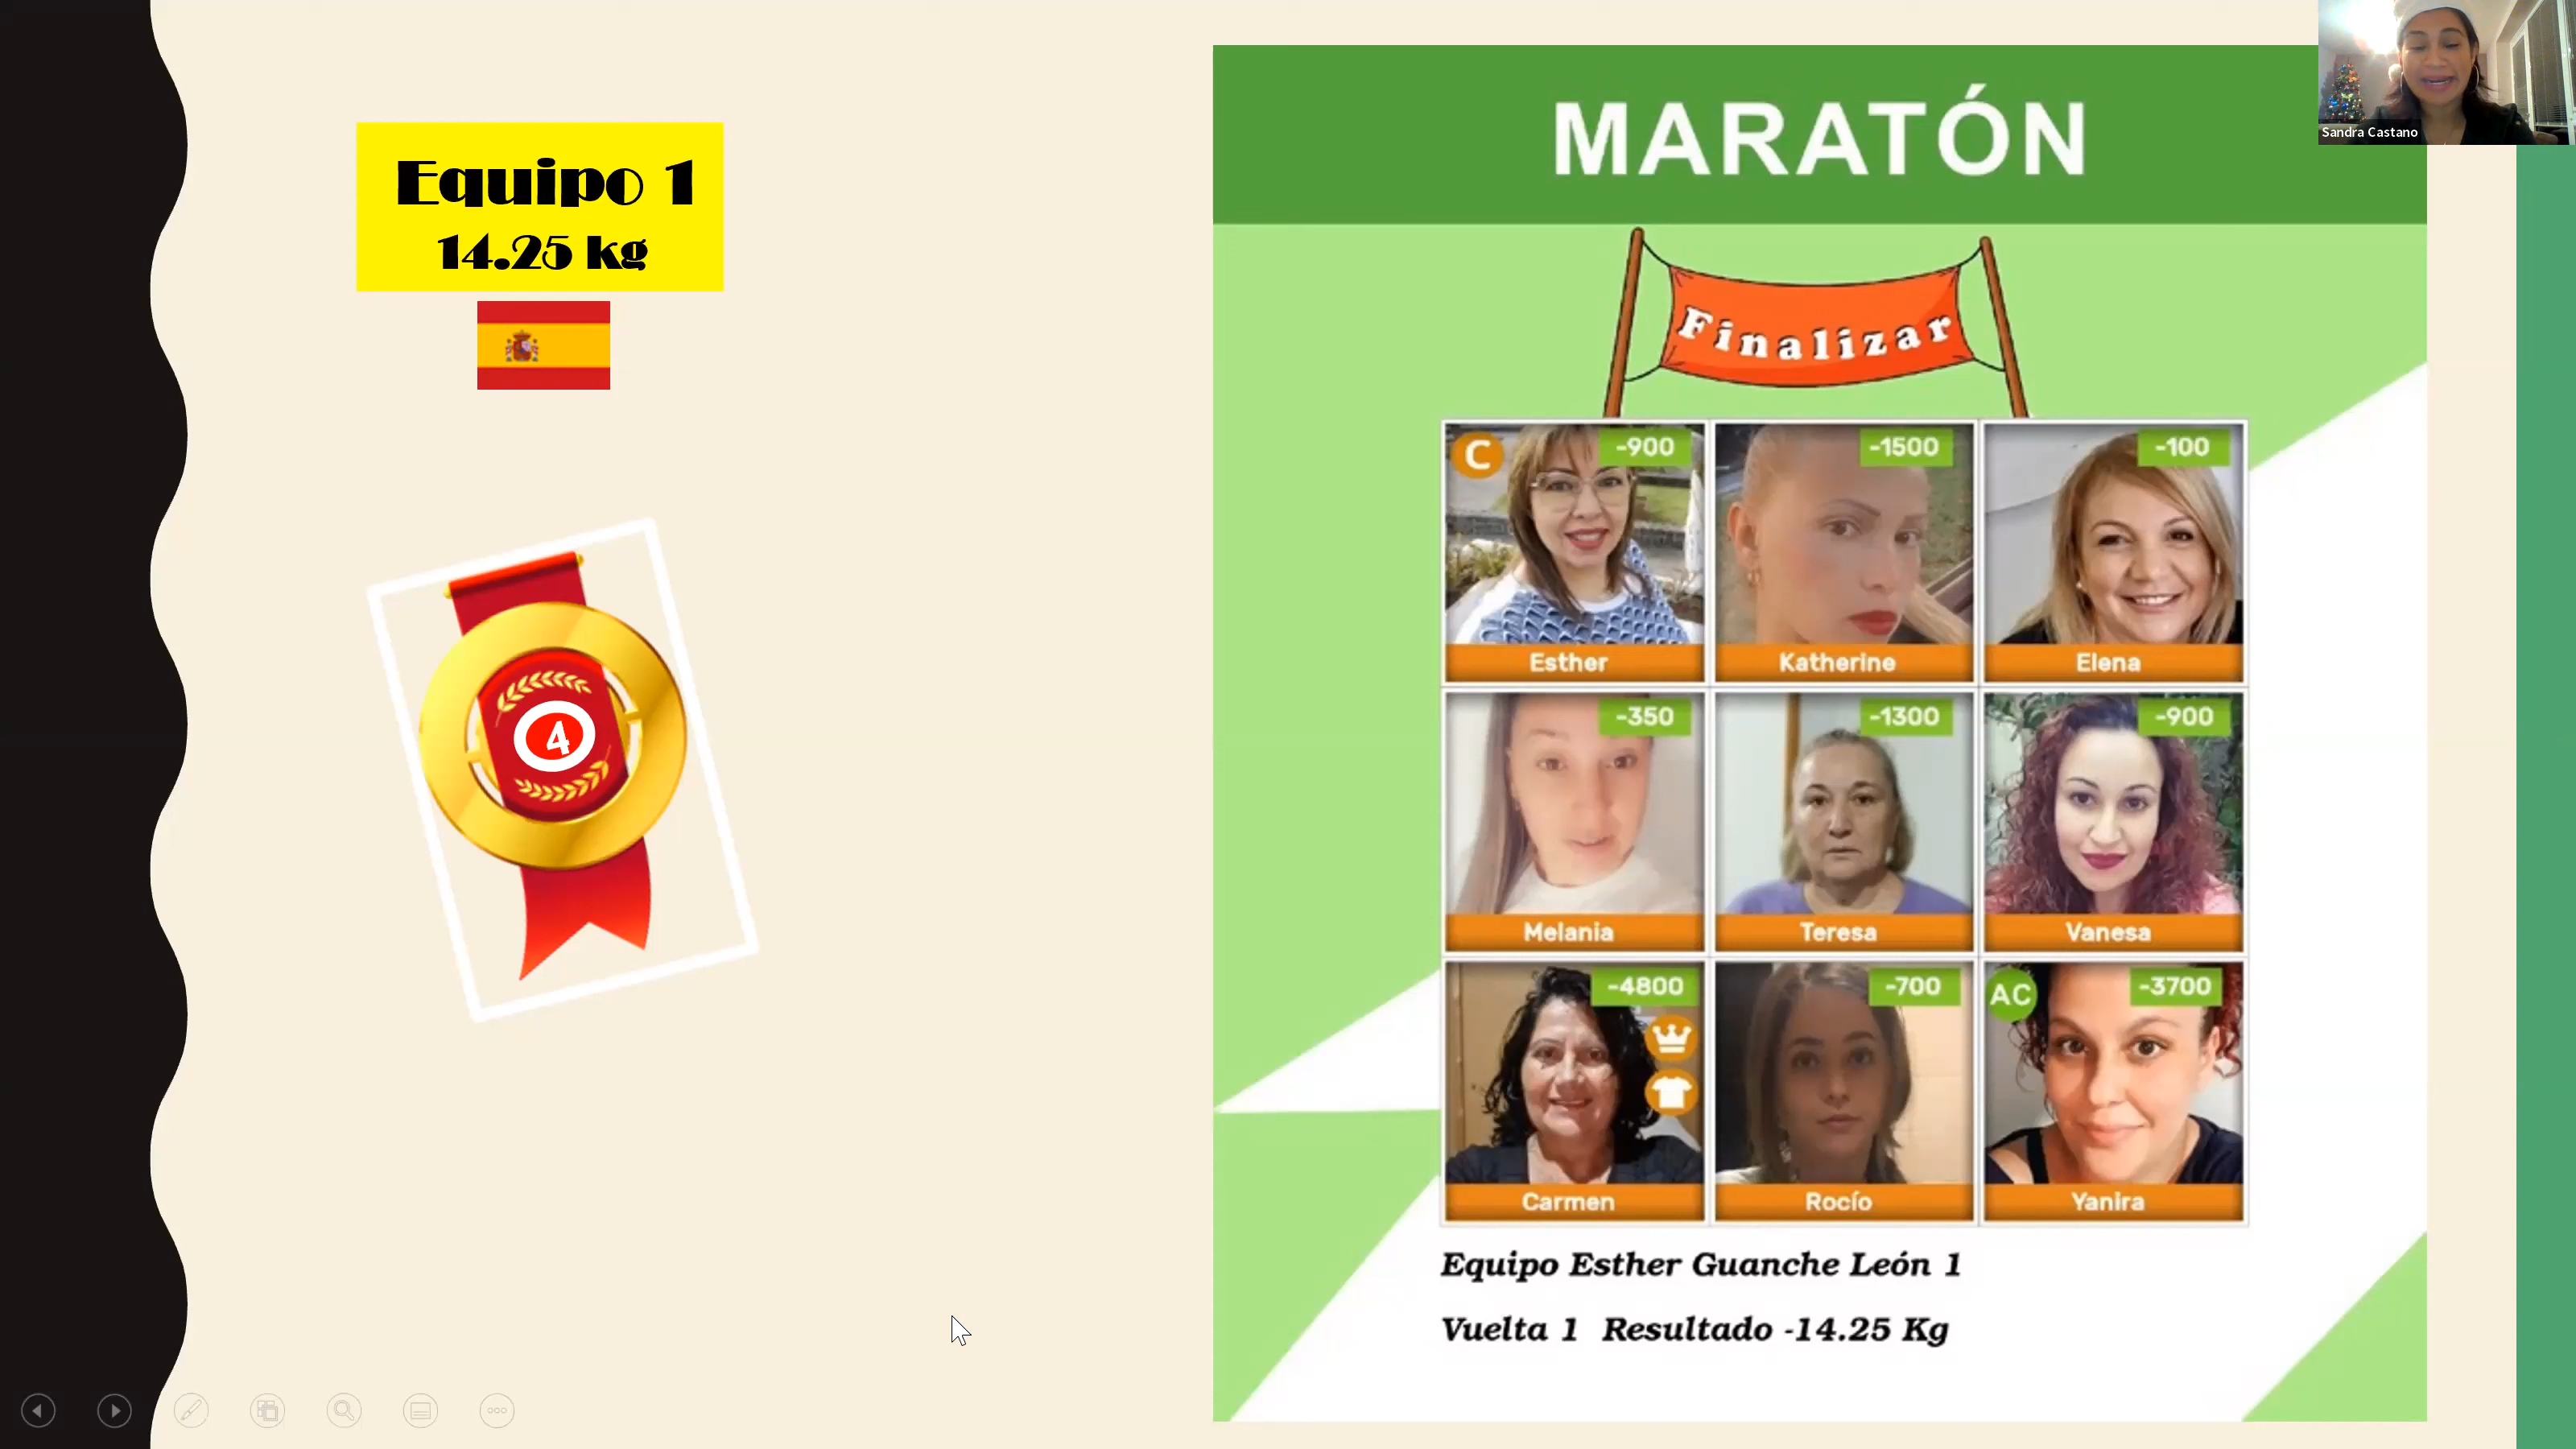 Equipo 1
14.25 kg
4
MARATÓN
Finalizar
C
-900
Esther
-1500
Katherine
-100
Elena
-350
Melania
-1300
Teresa
-900
Vanesa
-4800
Carmen
-700
Rocío
AC
-3700
Yanira
Equipo Esther Guanche León 1
Vuelta 1 Resultado -14.25 Kg
Sandra Castano